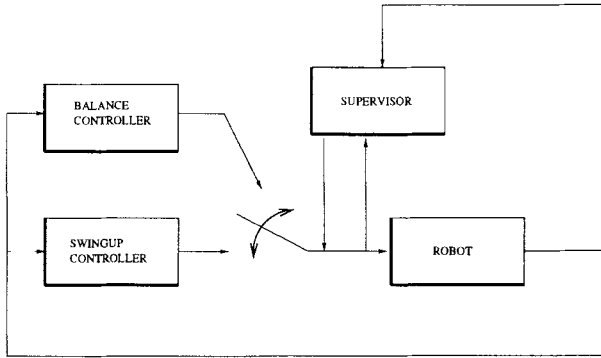 BALANCE
CONTROLLER
SUPERVISOR
SWINGUP
CONTROLLER
ROBOT